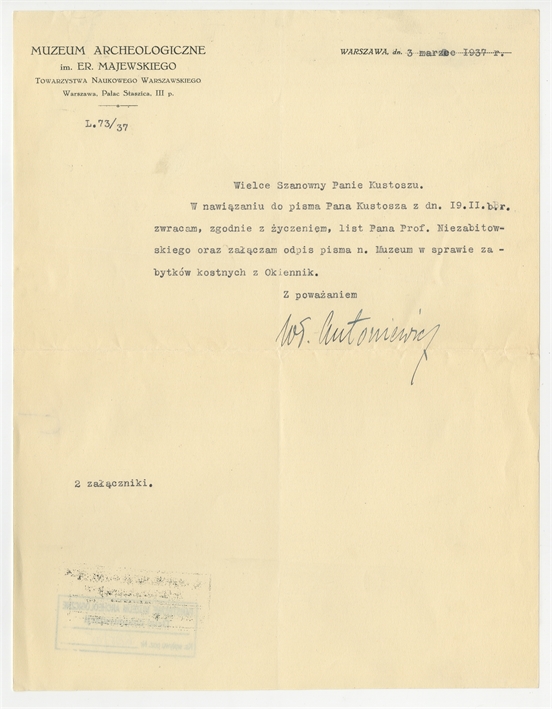 MUZEUM ARCHEOLOGICZNE
im. ER. MAJEWSKIEGO
TOWARZYSTWA NAUKOWEGO WARSZAWSKIEGO
Warszawa, Pałac Staszica, III p.
WARSZAWA, dn. 3 marzec 1937 r.
L.73/37
Wielce Szanowny Panie Kustoszu.
W nawiązaniu do pisma Pana Kustosza z dn. 19.II.b.r.
zwracam, zgodnie z życzeniem, list Pana Prof. Niezabitow-
skiego oraz załączam odpis pisma n. Muzeum w sprawie za -
bytków kostnych z Okiennik.
Z poważaniem
Wł. Antoniewicz
2 załączniki.